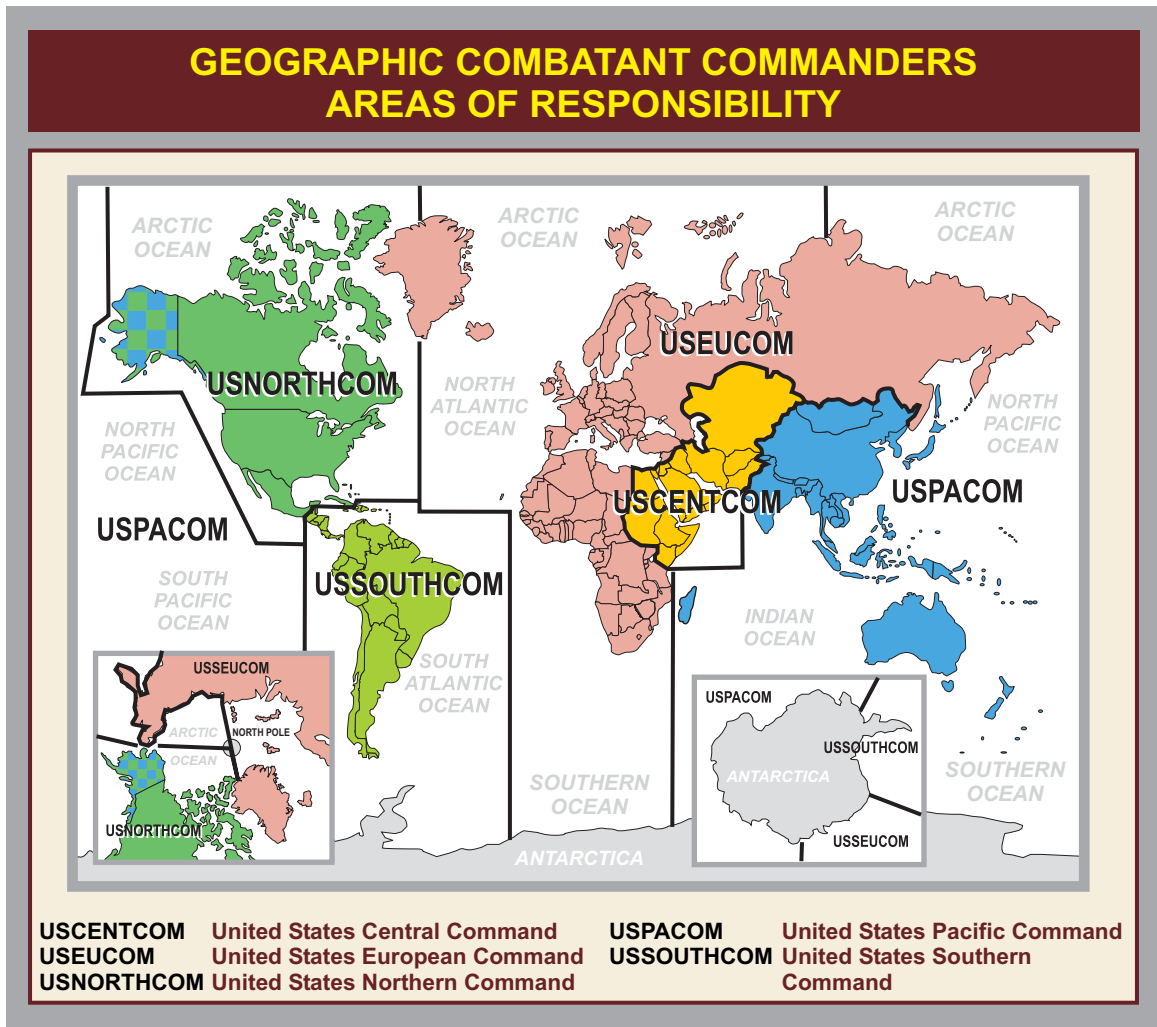 GEOGRAPHIC COMBATANT COMMANDERS
AREAS OF RESPONSIBILITY
ARCTIC
OCEAN
ARCTIC
OCEAN
ARCTIC
OCEAN
USEUCOM
USNORTHCOM
NORTH
ATLANTIC
OCEAN
NORTH
PACIFIC
OCEAN
NORTH
PACIFIC
OCEAN
USCENTCOM
USPACOM
USPACOM
USSOUTHCOM
SOUTH
PACIFIC
OCEAN
INDIAN
OCEAN
SOUTH
ATLANTIC
OCEAN
USSEUCOM
ARCTIC
NORTH POLE
OCEAN
USNORTHCOM
USPACOM
USSOUTHCOM
ANTARCTICA
USSEUCOM
SOUTHERN
OCEAN
SOUTHERN
OCEAN
ANTARCTICA
USCENTCOM United States Central Command
USEUCOM United States European Command
USNORTHCOM United States Northern Command
USPACOM United States Pacific Command
USSOUTHCOM United States Southern
Command